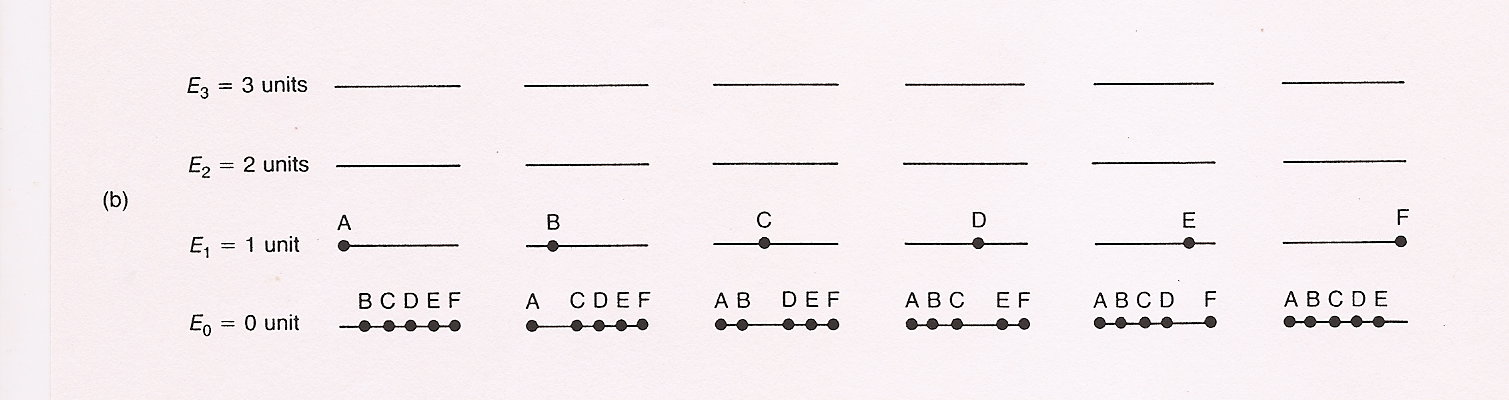 E₃ = 3 units
E₂ = 2 units
(b)
A B C D E F
E₁ = 1 unit
B C D E F A C D E F A B D E F A B C E F A B C D F A B C D E
E₀ = 0 unit